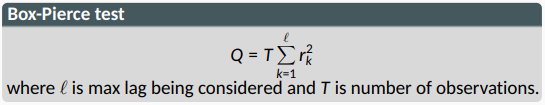 Box-Pierce test
Q = T ∑_{k=1}^{ℓ} r_k^2
where ℓ is max lag being considered and T is number of observations.